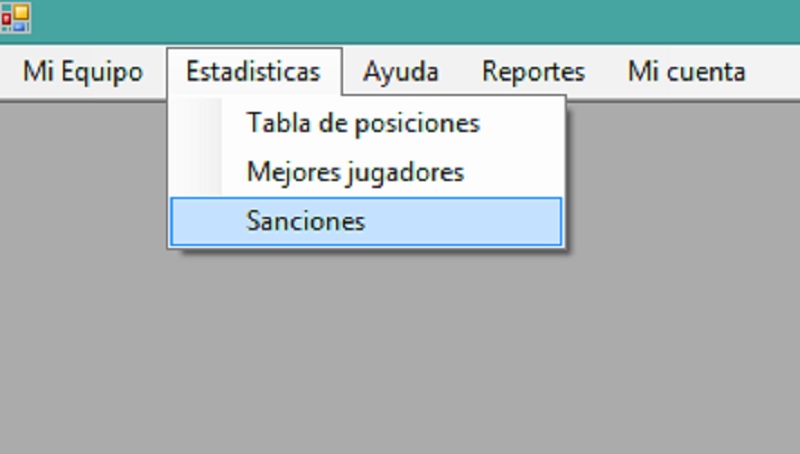 Mi Equipo Estadisticas Ayuda Reportes Mi cuenta
Tabla de posiciones
Mejores jugadores
Sanciones